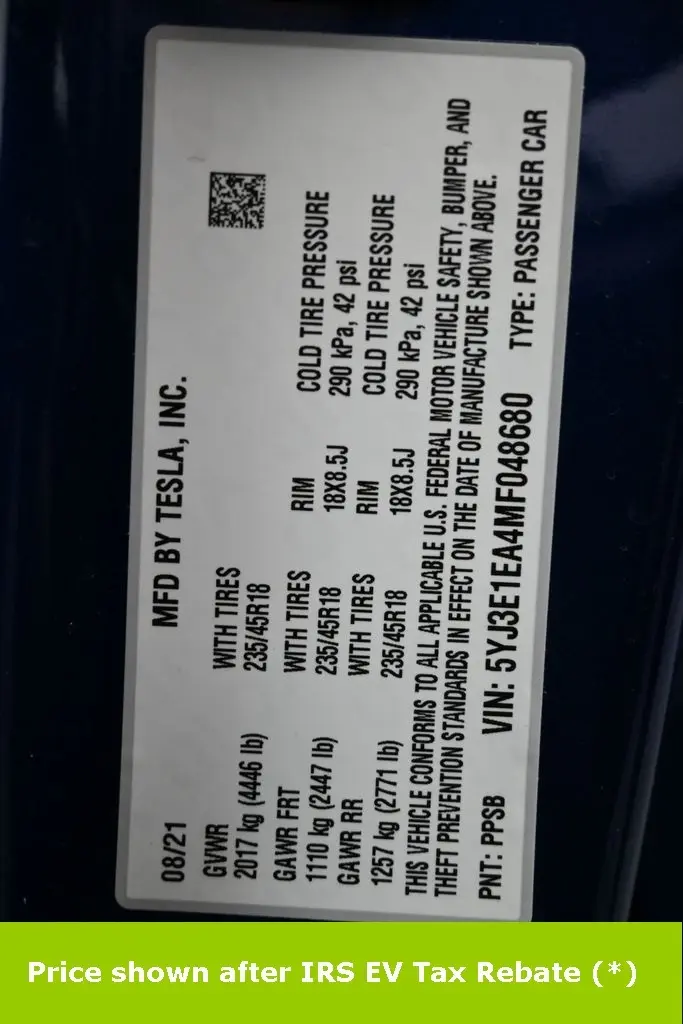 08/21 MFD BY TESLA, INC.
GVWR WITH TIRES
2017 kg (4446 lb) 235/45R18
GAWR FRT WITH TIRES RIM COLD TIRE PRESSURE
1110 kg (2447 lb) 235/45R18 18X8.5J 290 kPa, 42 psi
GAWR RR WITH TIRES RIM COLD TIRE PRESSURE
1257 kg (2771 lb) 235/45R18 18X8.5J 290 kPa, 42 psi
THIS VEHICLE CONFORMS TO ALL APPLICABLE U.S. FEDERAL MOTOR VEHICLE SAFETY, BUMPER, AND
THEFT PREVENTION STANDARDS IN EFFECT ON THE DATE OF MANUFACTURE SHOWN ABOVE.
PNT: PPSB VIN: 5YJ3E1EA4MF048680 TYPE: PASSENGER CAR
Price shown after IRS EV Tax Rebate (*)